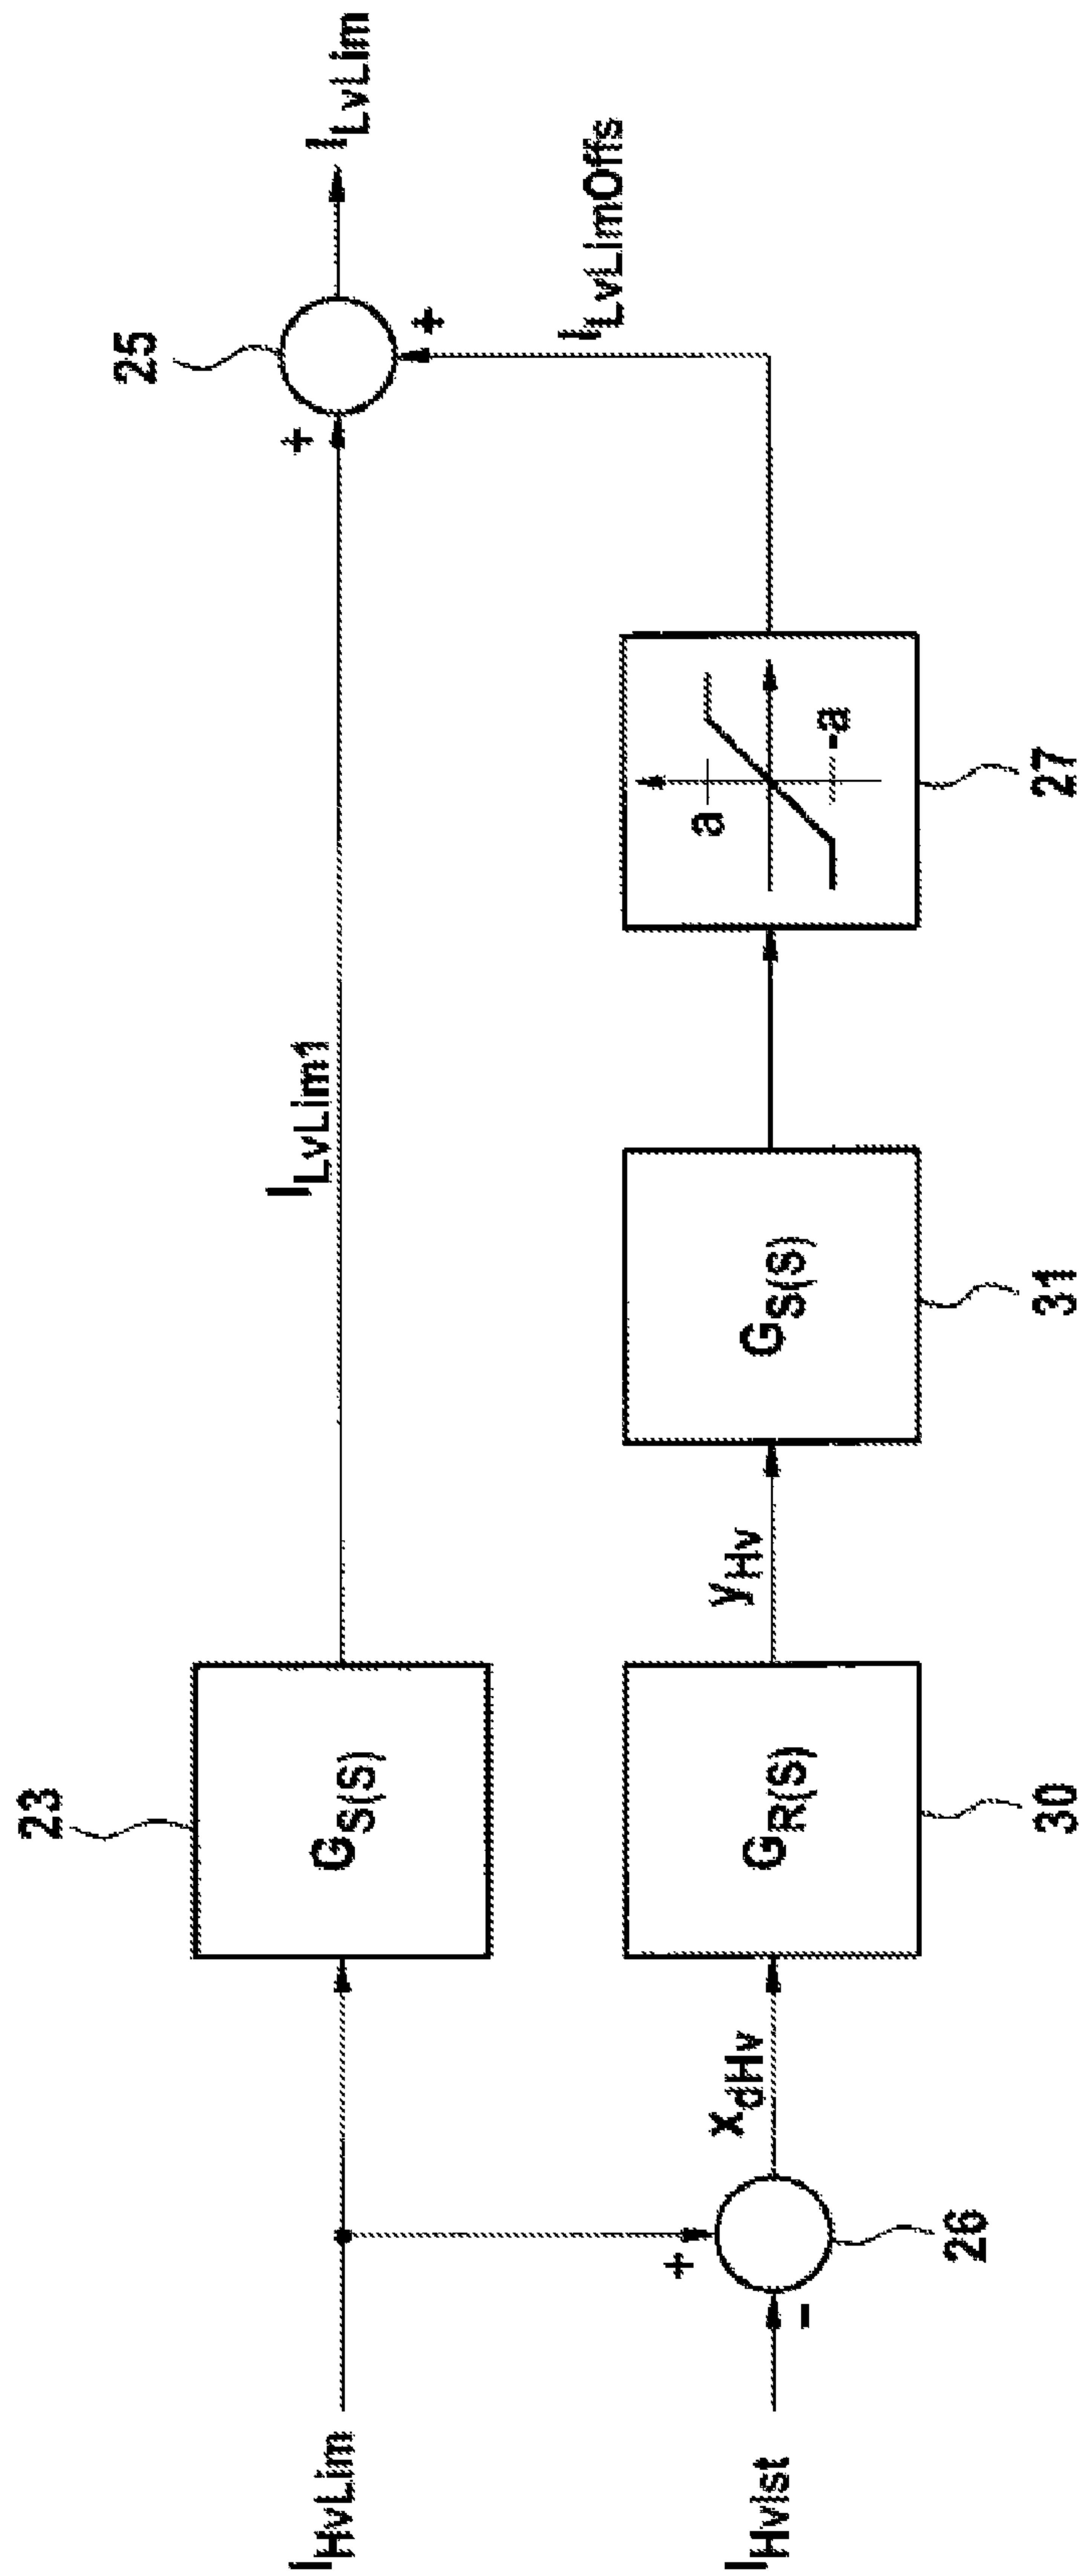 23
25
I_HvLim
G_S(S)
I_LvLim1
+
I_LvLim
+
I_LvLimOffs
+
I_HvIst
-
x_dHv
G_R(S)
y_Hv
G_S(S)
a
-a
26
30
31
27